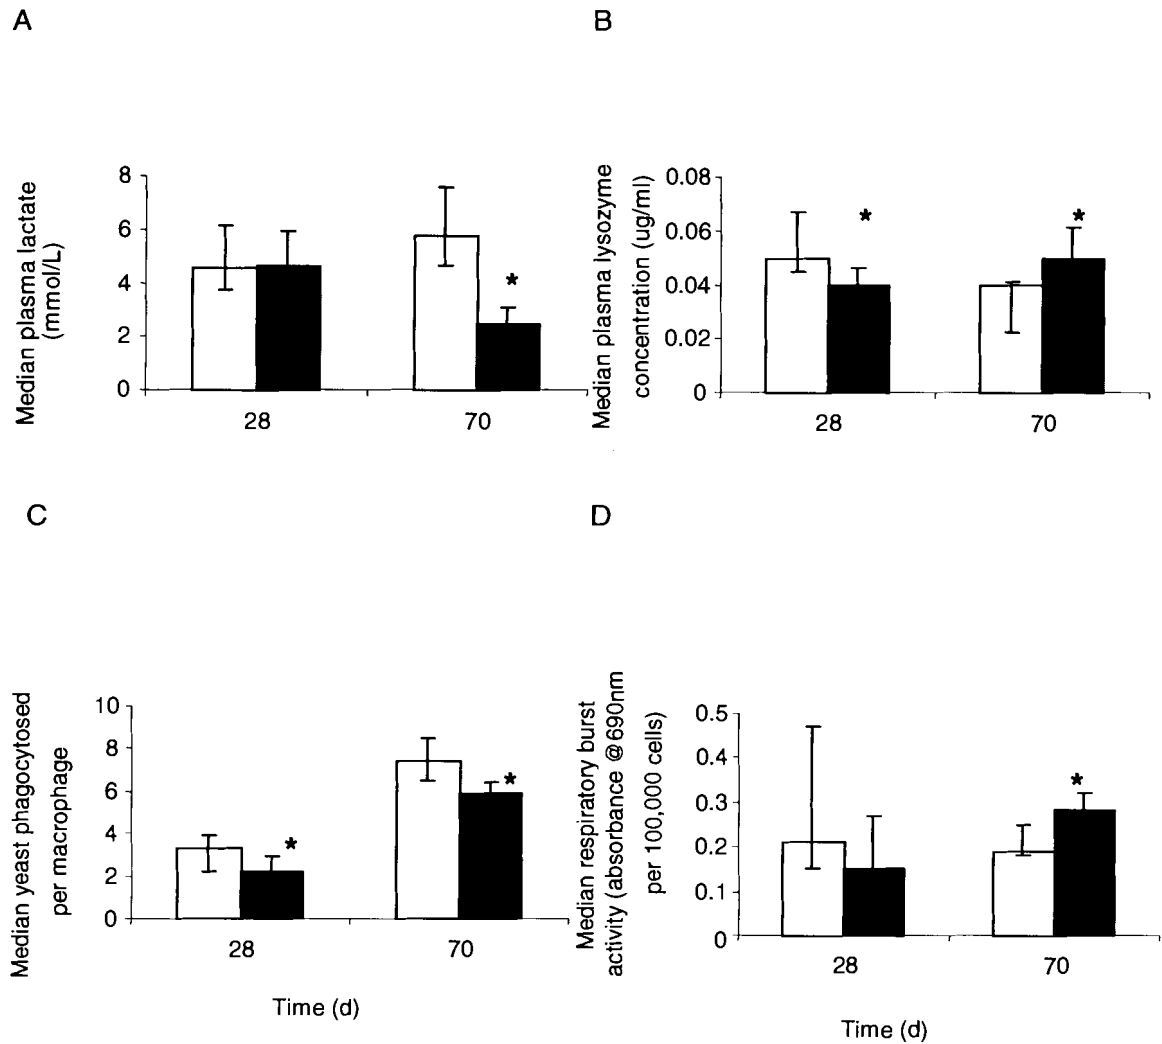 A
Median plasma lactate
(mmol/L)
8
6
4
2
0
*
28
70
B
Median plasma lysozyme
concentration (ug/ml)
0.08
0.06
0.04
0.02
0
*
*
28
70
C
Median yeast phagocytosed
per macrophage
10
8
6
4
2
0
*
*
28
70
Time (d)
D
Median respiratory burst
activity (absorbance @690nm
per 100,000 cells)
0.5
0.4
0.3
0.2
0.1
0
*
28
70
Time (d)